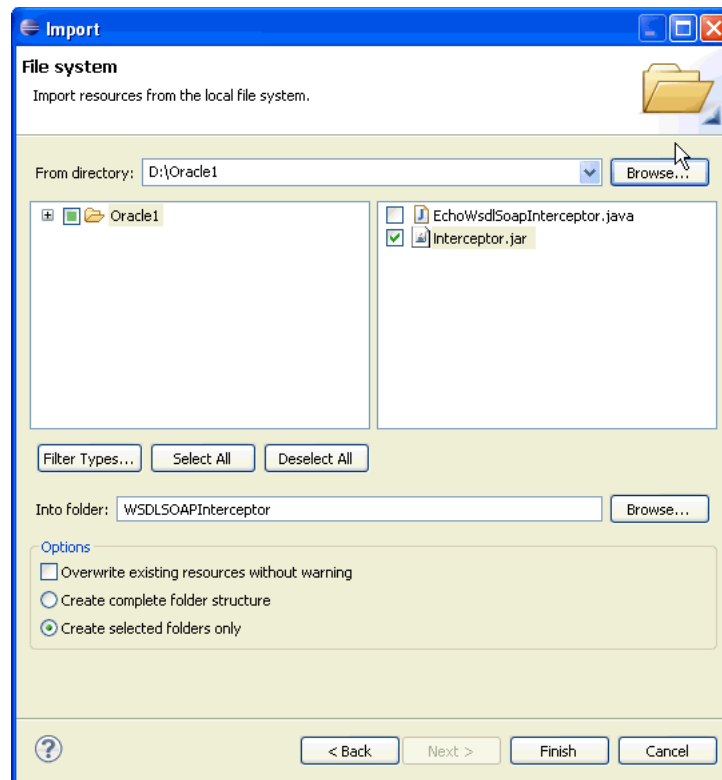 Import
File system
Import resources from the local file system.
From directory: D:\Oracle1 Browse...
Oracle1
EchoWsdlSoapInterceptor.java
Interceptor.jar
Filter Types... Select All Deselect All
Into folder: WSDLSOAPInterceptor Browse...
Options
Overwrite existing resources without warning
Create complete folder structure
Create selected folders only
? < Back Next > Finish Cancel